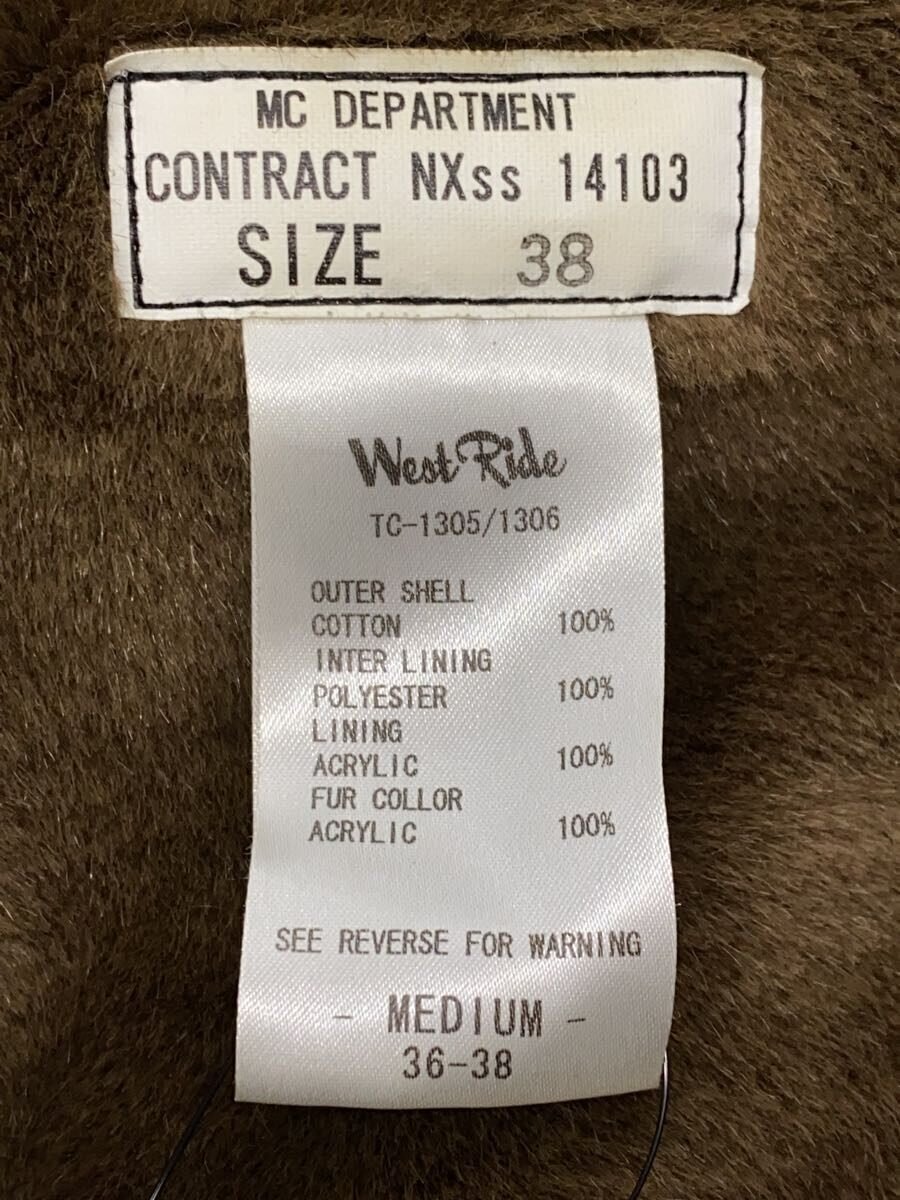 MC DEPARTMENT
CONTRACT NXss 14103
SIZE 38
West Ride
TC-1305/1306
OUTER SHELL
COTTON 100%
INTER LINING
POLYESTER 100%
LINING
ACRYLIC 100%
FUR COLLOR
ACRYLIC 100%
SEE REVERSE FOR WARNING
- MEDIUM -
36-38